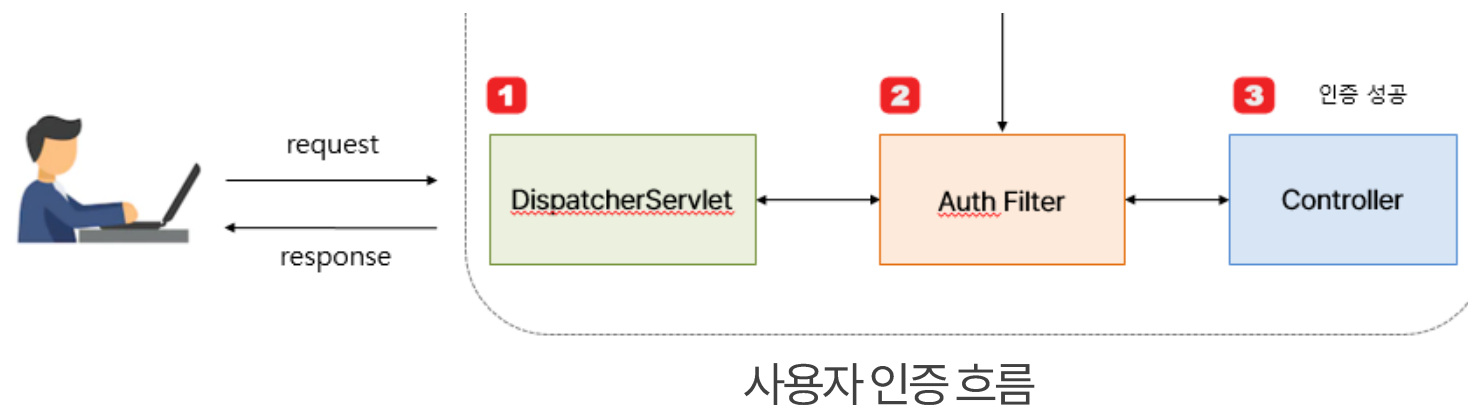 1
2
3 인증 성공
request
response
DispatcherServlet
Auth Filter
Controller
사용자 인증 흐름